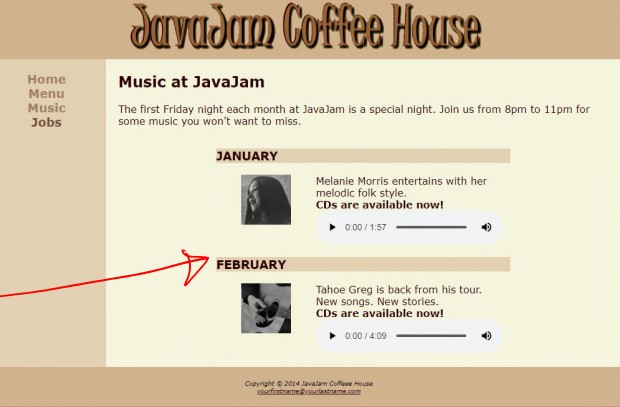 JavaJam Coffee House
Home
Menu
Music
Jobs
Music at JavaJam
The first Friday night each month at JavaJam is a special night. Join us from 8pm to 11pm for
some music you won’t want to miss.
JANUARY
Melanie Morris entertains with her
melodic folk style.
CDs are available now!
0:00 / 1:57
FEBRUARY
Tahoe Greg is back from his tour.
New songs. New stories.
CDs are available now!
0:00 / 4:09
Copyright © 2014 JavaJam Coffeee House
yourfirstname@yourlastname.com